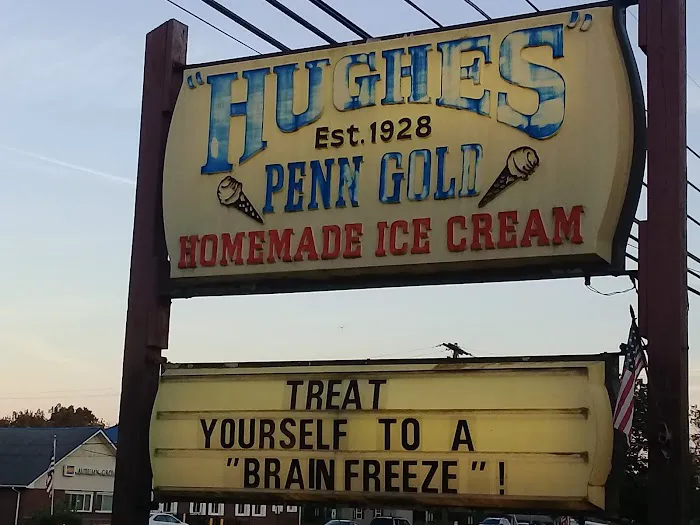 "HUGHES"
Est. 1928
PENN GOLD
HOMEMADE ICE CREAM
TREAT
YOURSELF TO A
"BRAIN FREEZE"!